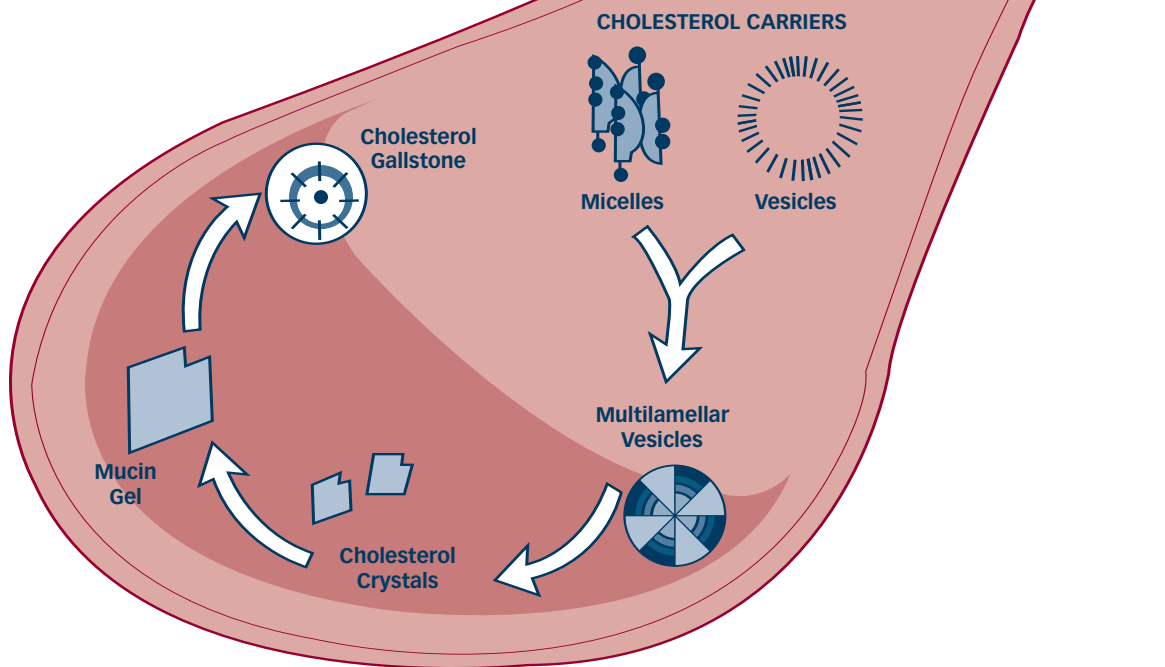 CHOLESTEROL CARRIERS
Micelles
Vesicles
Multilamellar
Vesicles
Cholesterol
Crystals
Mucin
Gel
Cholesterol
Gallstone